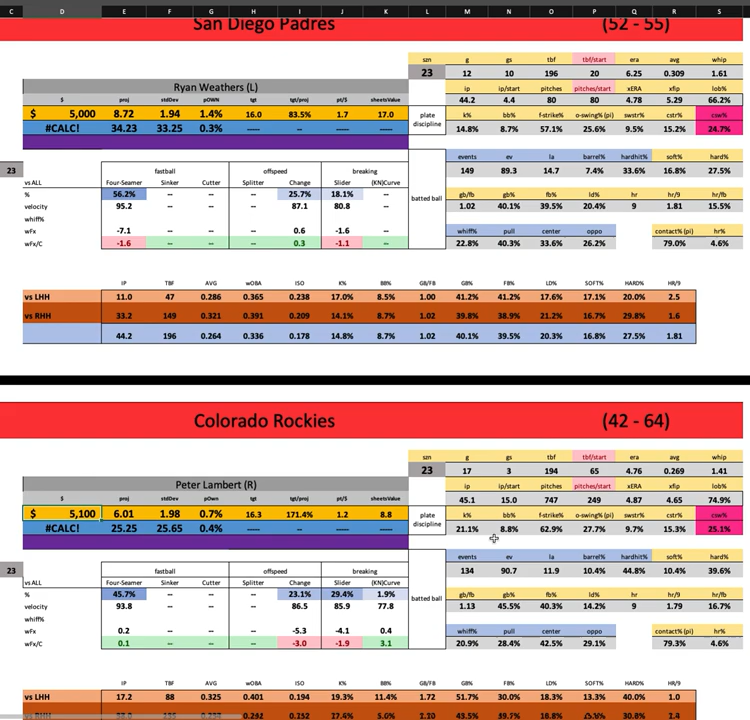 C D E F G H I J K L M N O P Q R S
San Diego Padres (52 - 55)
szn g gs tbf tbf/start era avg whip
23 12 10 196 20 6.25 0.309 1.61
Ryan Weathers (L) ip ip/start pitches pitches/start xERA xfip lob%
$ proj stdDev pOWN tgt tgt/proj pt/$ sheetsValue 44.2 4.4 80 80 4.78 5.29 66.2%
$ 5,000 8.72 1.94 1.4% 16.0 83.5% 1.7 17.0 plate discipline k% bb% f-strike% o-swing% (pi) swstr% cstr% csw%
#CALC! 34.23 33.25 0.3% ----- -- ---- ----- 14.8% 8.7% 57.1% 25.6% 9.5% 15.2% 24.7%
events ev la barrel% hardhit% soft% hard%
23 fastball offspeed breaking 149 89.3 14.7 7.4% 33.6% 16.8% 27.5%
vs ALL Four-Seamer Sinker Cutter Splitter Change Slider (KN)Curve
% 56.2% -- -- -- 25.7% 18.1% -- batted ball gb/fb gb% fb% ld% hr hr/9 hr/fb
velocity 95.2 -- -- -- 87.1 80.8 -- 1.02 40.1% 39.5% 20.4% 9 1.81 15.5%
whiff%
wFx -7.1 -- -- -- 0.6 -1.6 -- whiff% pull center oppo contact% (pi) hr%
wFx/C -1.6 -- -- -- 0.3 -1.1 -- 22.8% 40.3% 33.6% 26.2% 79.0% 4.6%
IP TBF AVG wOBA ISO K% BB% GB/FB GB% FB% LD% SOFT% HARD% HR/9
vs LHH 11.0 47 0.286 0.365 0.238 17.0% 8.5% 1.00 41.2% 41.2% 17.6% 17.1% 20.0% 2.5
vs RHH 33.2 149 0.321 0.391 0.209 14.1% 8.7% 1.02 39.8% 38.9% 21.2% 16.7% 29.8% 1.6
44.2 196 0.264 0.336 0.178 14.8% 8.7% 1.02 40.1% 39.5% 20.3% 16.8% 27.5% 1.81
Colorado Rockies (42 - 64)
szn g gs tbf tbf/start era avg whip
23 17 3 194 65 4.76 0.269 1.41
Peter Lambert (R) ip ip/start pitches pitches/start xERA xfip lob%
$ proj stdDev pOwn tgt tgt/proj pt/$ sheetsValue 45.1 15.0 747 249 4.87 4.65 74.9%
$ 5,100 6.01 1.98 0.7% 16.3 171.4% 1.2 8.8 plate discipline k% bb% f-strike% o-swing% (pi) swstr% cstr% csw%
#CALC! 25.25 25.65 0.4% ----- -- ---- ----- 21.1% 8.8% 62.9% 27.7% 9.7% 15.3% 25.1%
events ev la barrel% hardhit% soft% hard%
23 fastball offspeed breaking 134 90.7 11.9 10.4% 44.8% 10.4% 39.6%
vs ALL Four-Seamer Sinker Cutter Splitter Change Slider (KN)Curve
% 45.7% -- -- -- 23.1% 29.4% 1.9% batted ball gb/fb gb% fb% ld% hr hr/9 hr/fb
velocity 93.8 -- -- -- 86.5 85.9 77.8 1.13 45.5% 40.3% 14.2% 9 1.79 16.7%
whiff%
wFx 0.2 -- -- -- -5.3 -4.1 0.4 whiff% pull center oppo contact% (pi) hr%
wFx/C 0.1 -- -- -- -3.0 -1.9 3.1 20.9% 28.4% 42.5% 29.1% 79.3% 4.6%
IP TBF AVG wOBA ISO K% BB% GB/FB GB% FB% LD% SOFT% HARD% HR/9
vs LHH 17.2 88 0.325 0.401 0.194 19.3% 11.4% 1.72 51.7% 30.0% 18.3% 13.3% 40.0% 1.0